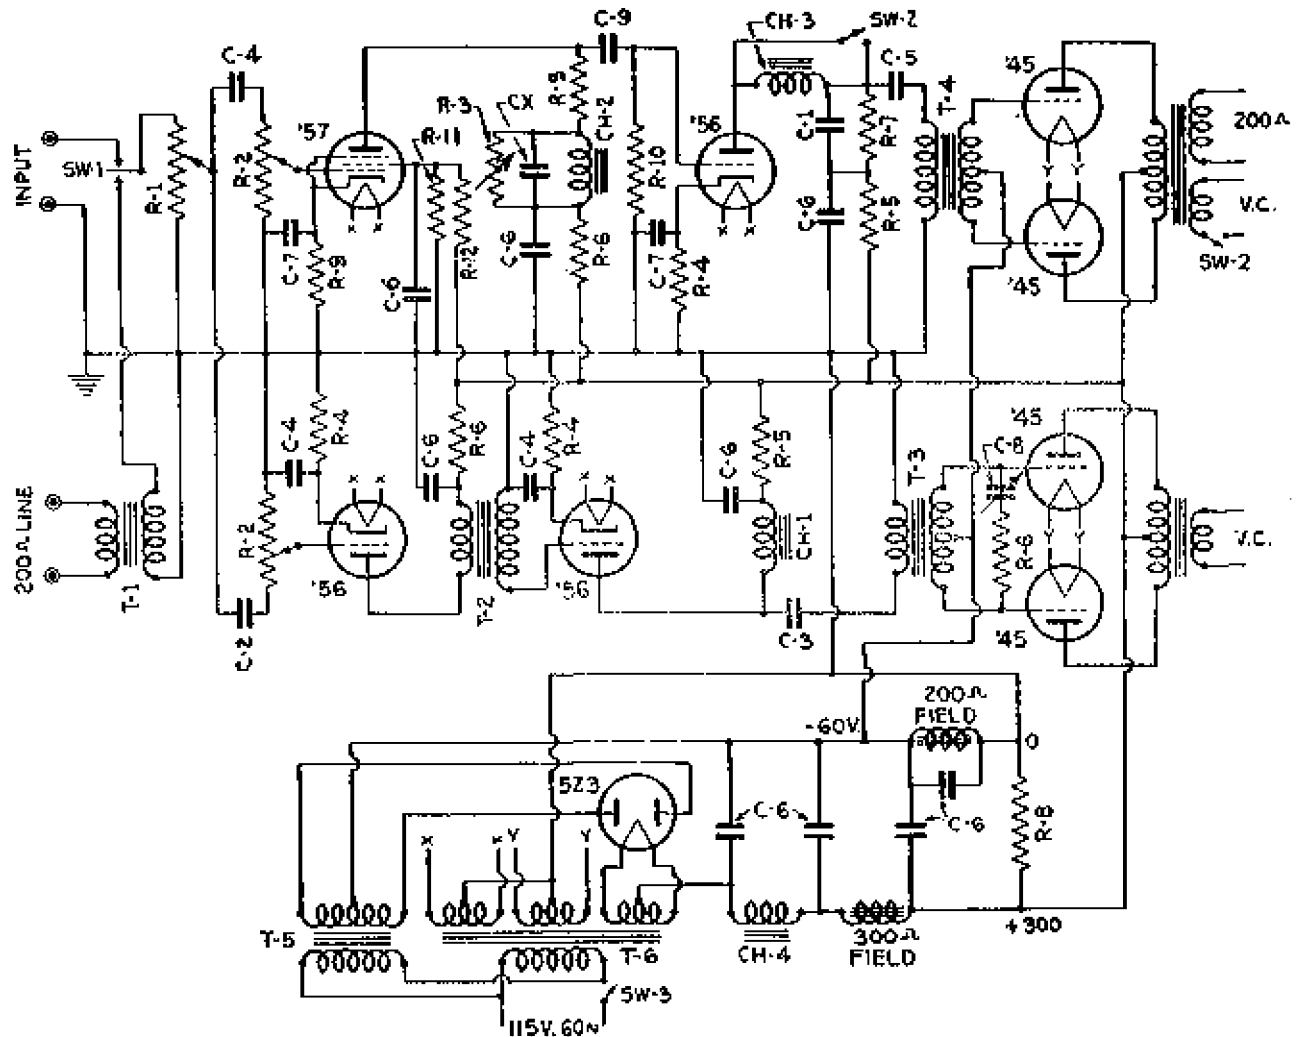 C-9
CH-3
SW-2
C-4
C-5
'45
T-4
R-5
CX
R-3
CH-2
R-11
'57
'56
C-1
R-7
200Ω
INPUT
SW-1
R-1
R-2
R-10
C-6
R-5
V.C.
SW-2
C-7
R-9
C-6
R-12
C-9
R-6
C-7
R-4
'45
C-4
R-4
C-6
R-6
C-4
R-4
C-6
R-5
T-3
'45
C-8
200Ω LINE
T-1
R-2
'56
T-2
'56
CH-1
R-6
V.C.
C-2
C-3
'45
200Ω
FIELD
-60V.
0
5Z3
C-6
C-6
R-8
X
X Y
Y
T-5
T-6
CH-4
300Ω
FIELD
+300
SW-3
115V. 60~
X X
X X
X X
X X
Y Y
Y Y